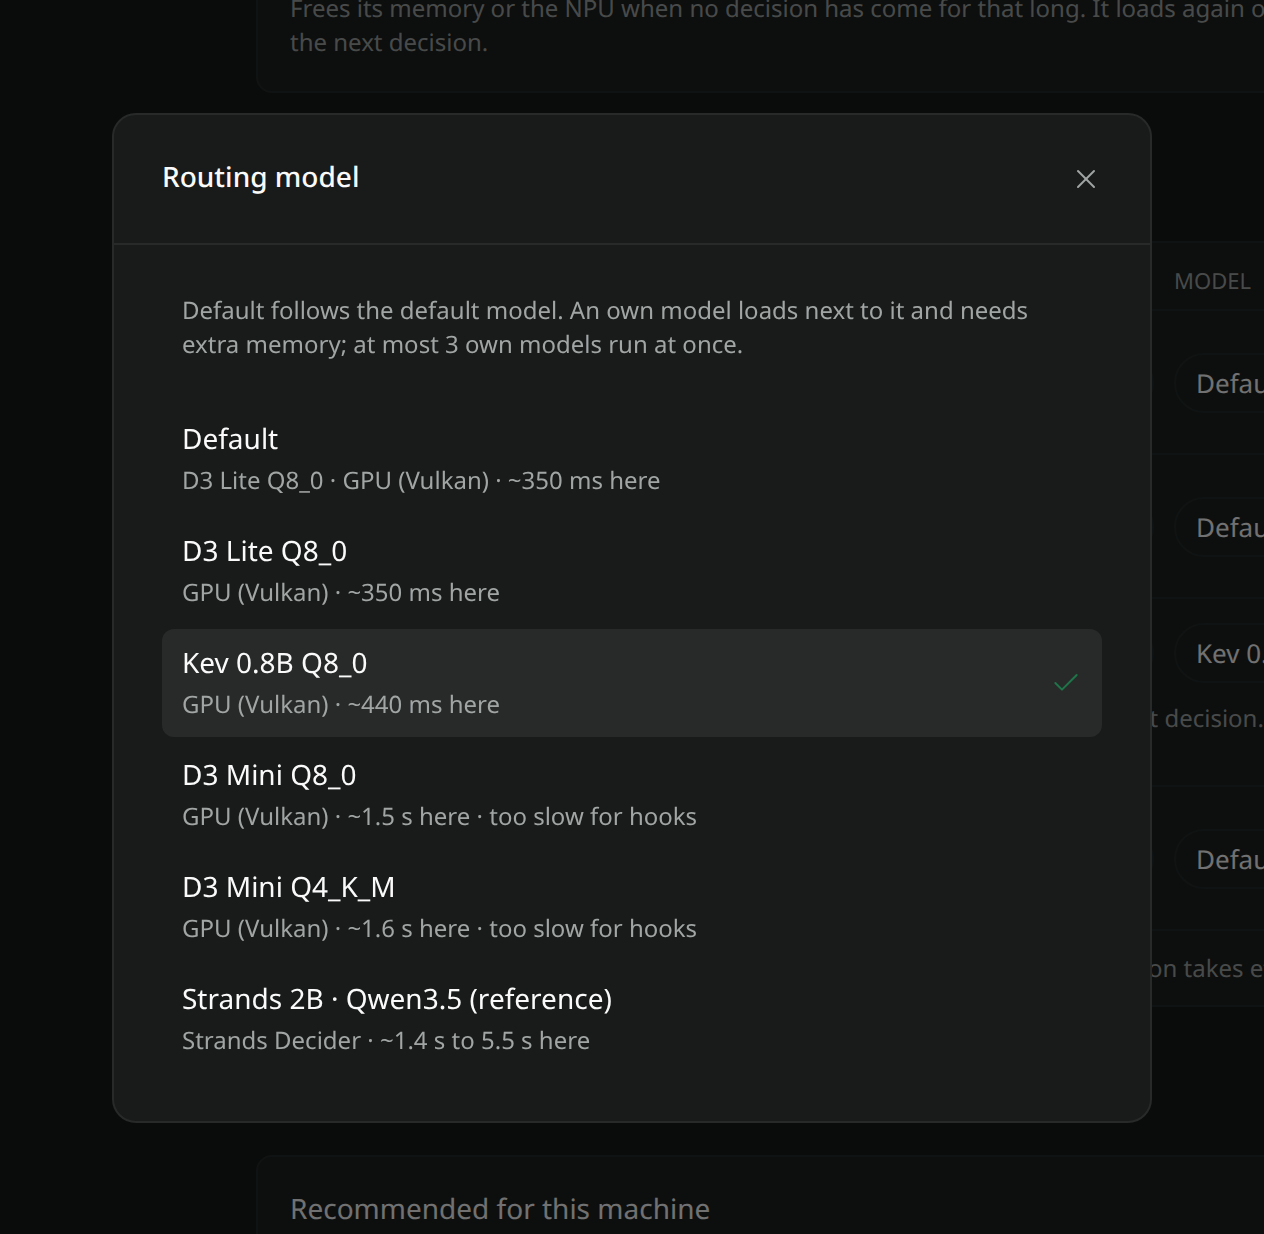 Frees its memory or the NPU when no decision has come for that long. It loads again
the next decision.
Routing model
MODEL
Default follows the default model. An own model loads next to it and needs
extra memory; at most 3 own models run at once.
Default
D3 Lite Q8_0 · GPU (Vulkan) · ~350 ms here
D3 Lite Q8_0
GPU (Vulkan) · ~350 ms here
Kev 0.8B Q8_0
GPU (Vulkan) · ~440 ms here
D3 Mini Q8_0
GPU (Vulkan) · ~1.5 s here · too slow for hooks
D3 Mini Q4_K_M
GPU (Vulkan) · ~1.6 s here · too slow for hooks
Strands 2B · Qwen3.5 (reference)
Strands Decider · ~1.4 s to 5.5 s here
Defau
Defau
Kev 0.
t decision.
Defau
on takes e
Recommended for this machine